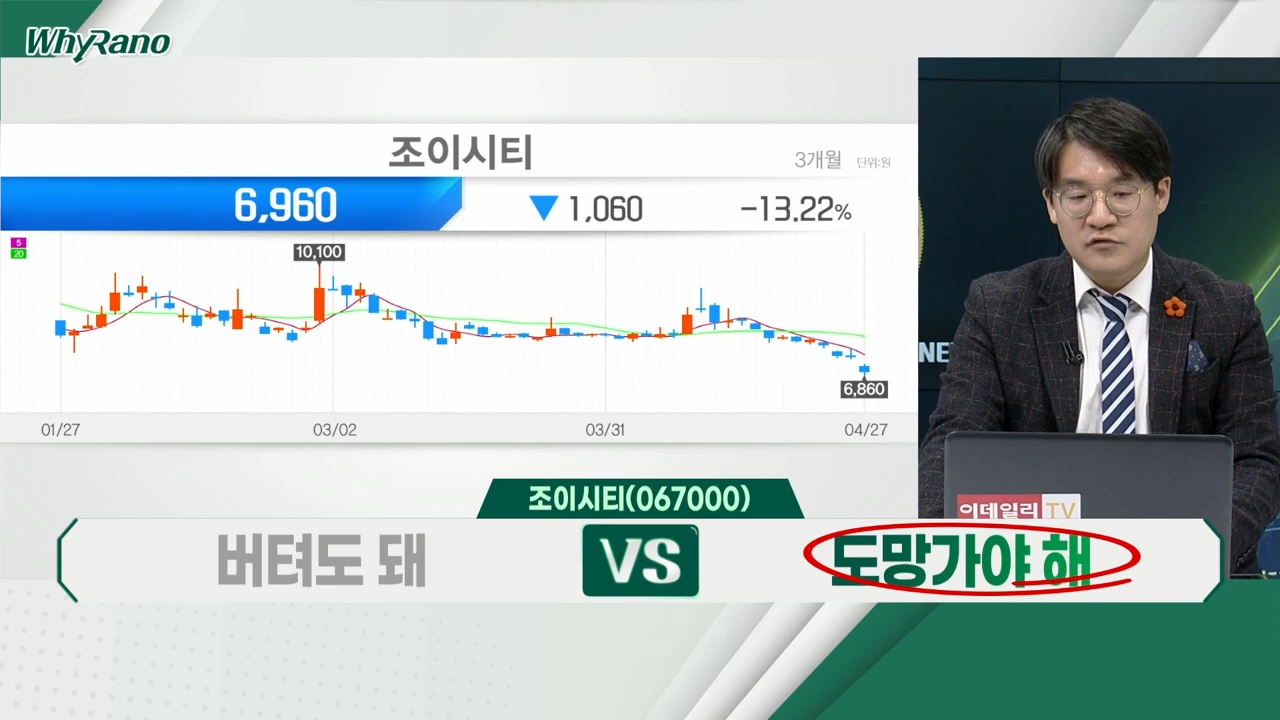 WhyRano
조이시티
3개월 단위:원
6,960 ▼ 1,060 -13.22%
5
20
10,100
6,860
01/27 03/02 03/31 04/27
NE
이데일리 TV
조이시티(067000)
버텨도 돼 VS 도망가야 해